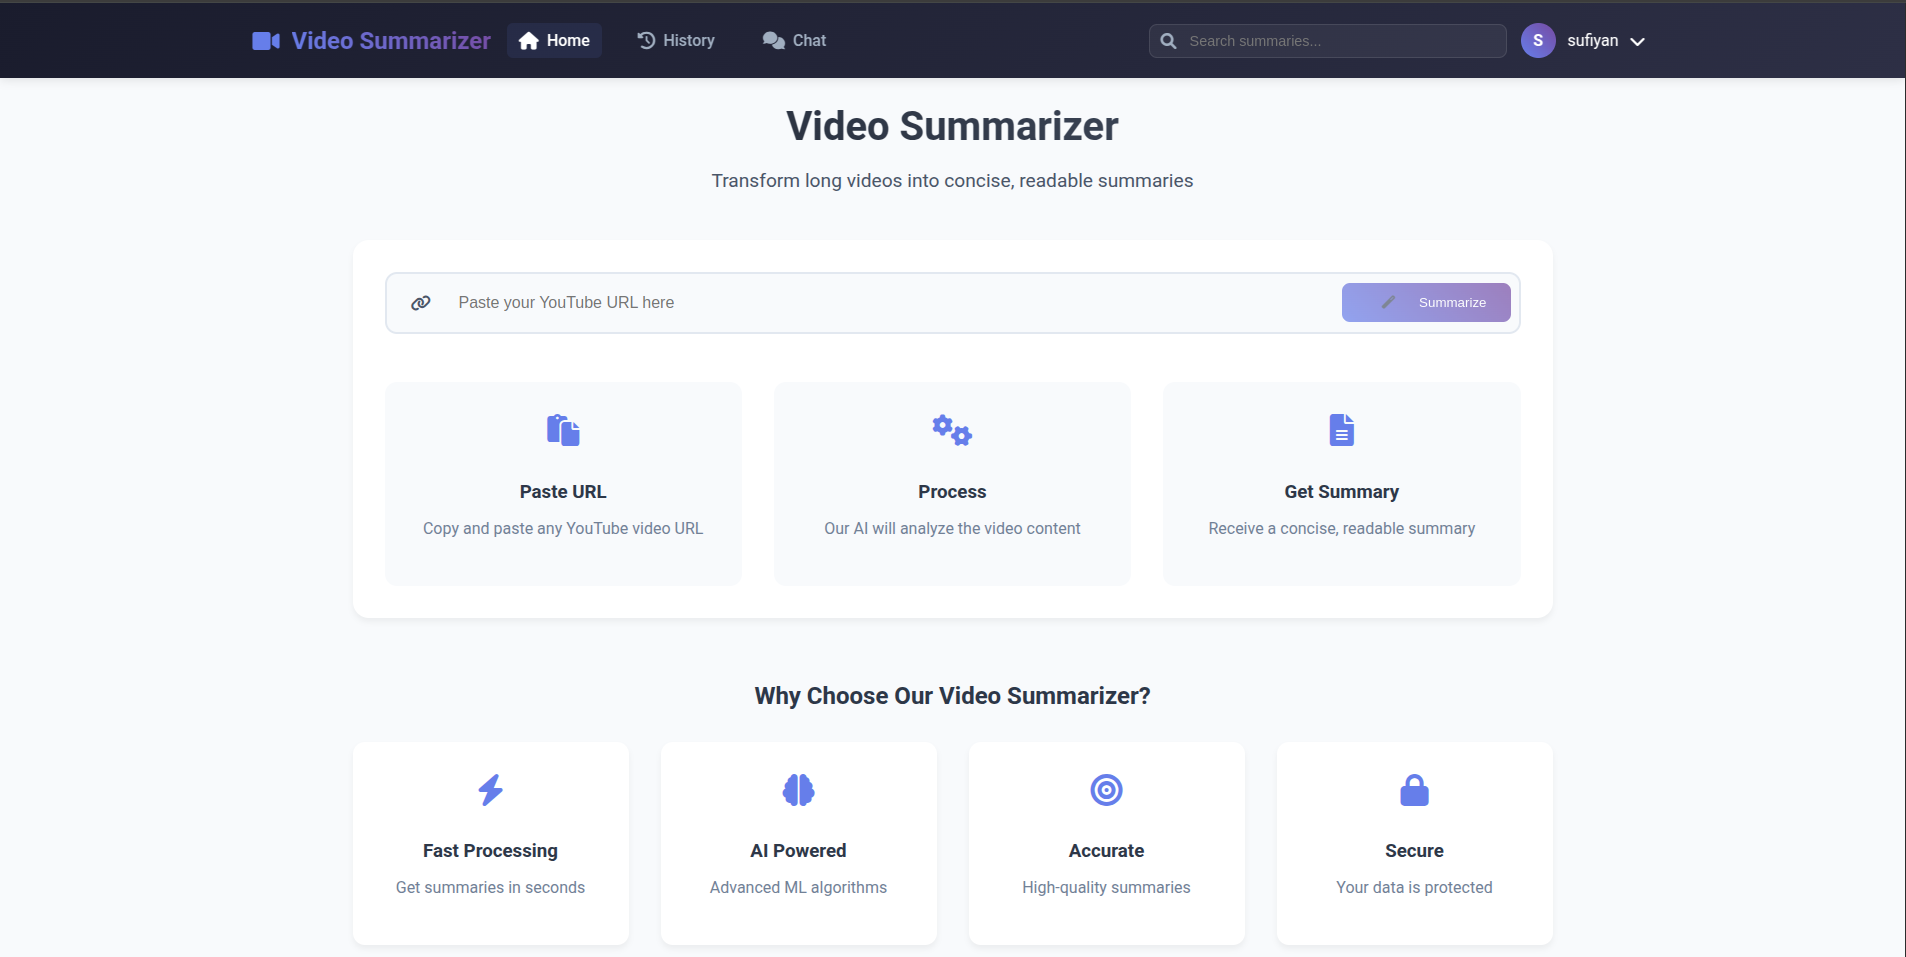 Video Summarizer
Home
History
Chat
Search summaries...
S
sufiyan
Video Summarizer
Transform long videos into concise, readable summaries
Paste your YouTube URL here
Summarize
Paste URL
Copy and paste any YouTube video URL
Process
Our AI will analyze the video content
Get Summary
Receive a concise, readable summary
Why Choose Our Video Summarizer?
Fast Processing
Get summaries in seconds
AI Powered
Advanced ML algorithms
Accurate
High-quality summaries
Secure
Your data is protected